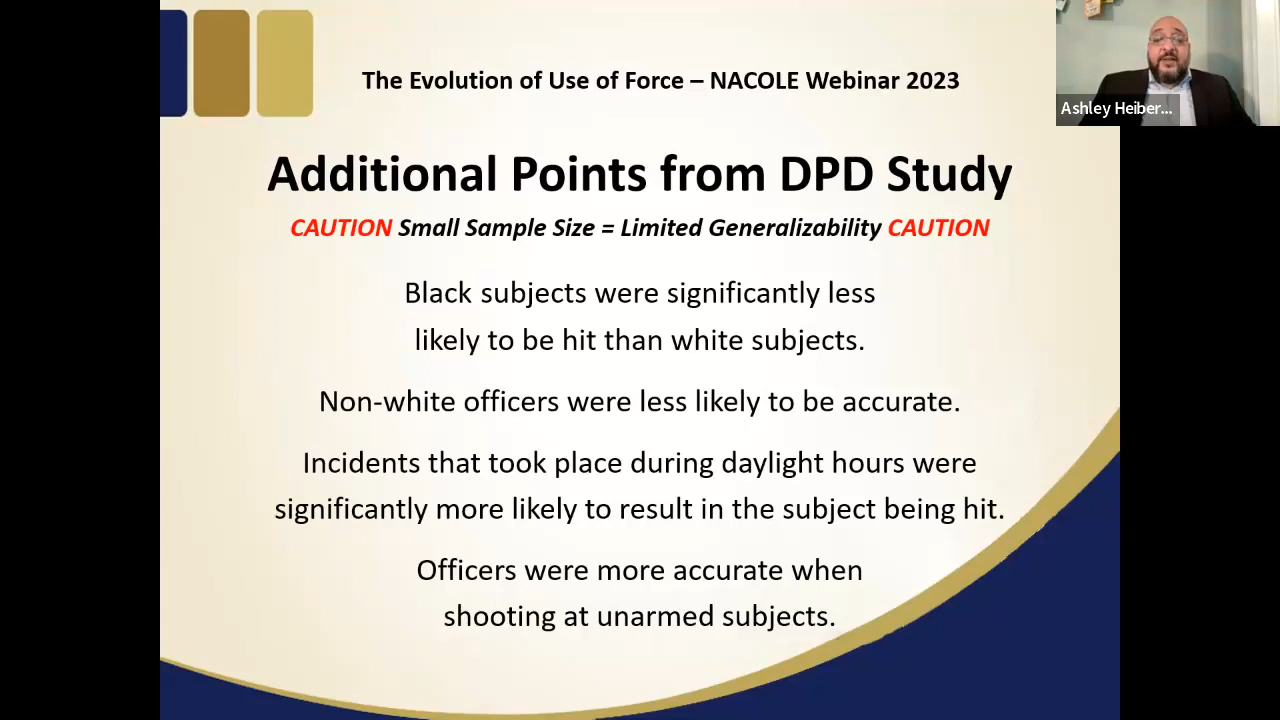 The Evolution of Use of Force – NACOLE Webinar 2023
Ashley Heiber...
Additional Points from DPD Study
CAUTION Small Sample Size = Limited Generalizability CAUTION
Black subjects were significantly less
likely to be hit than white subjects.
Non-white officers were less likely to be accurate.
Incidents that took place during daylight hours were
significantly more likely to result in the subject being hit.
Officers were more accurate when
shooting at unarmed subjects.